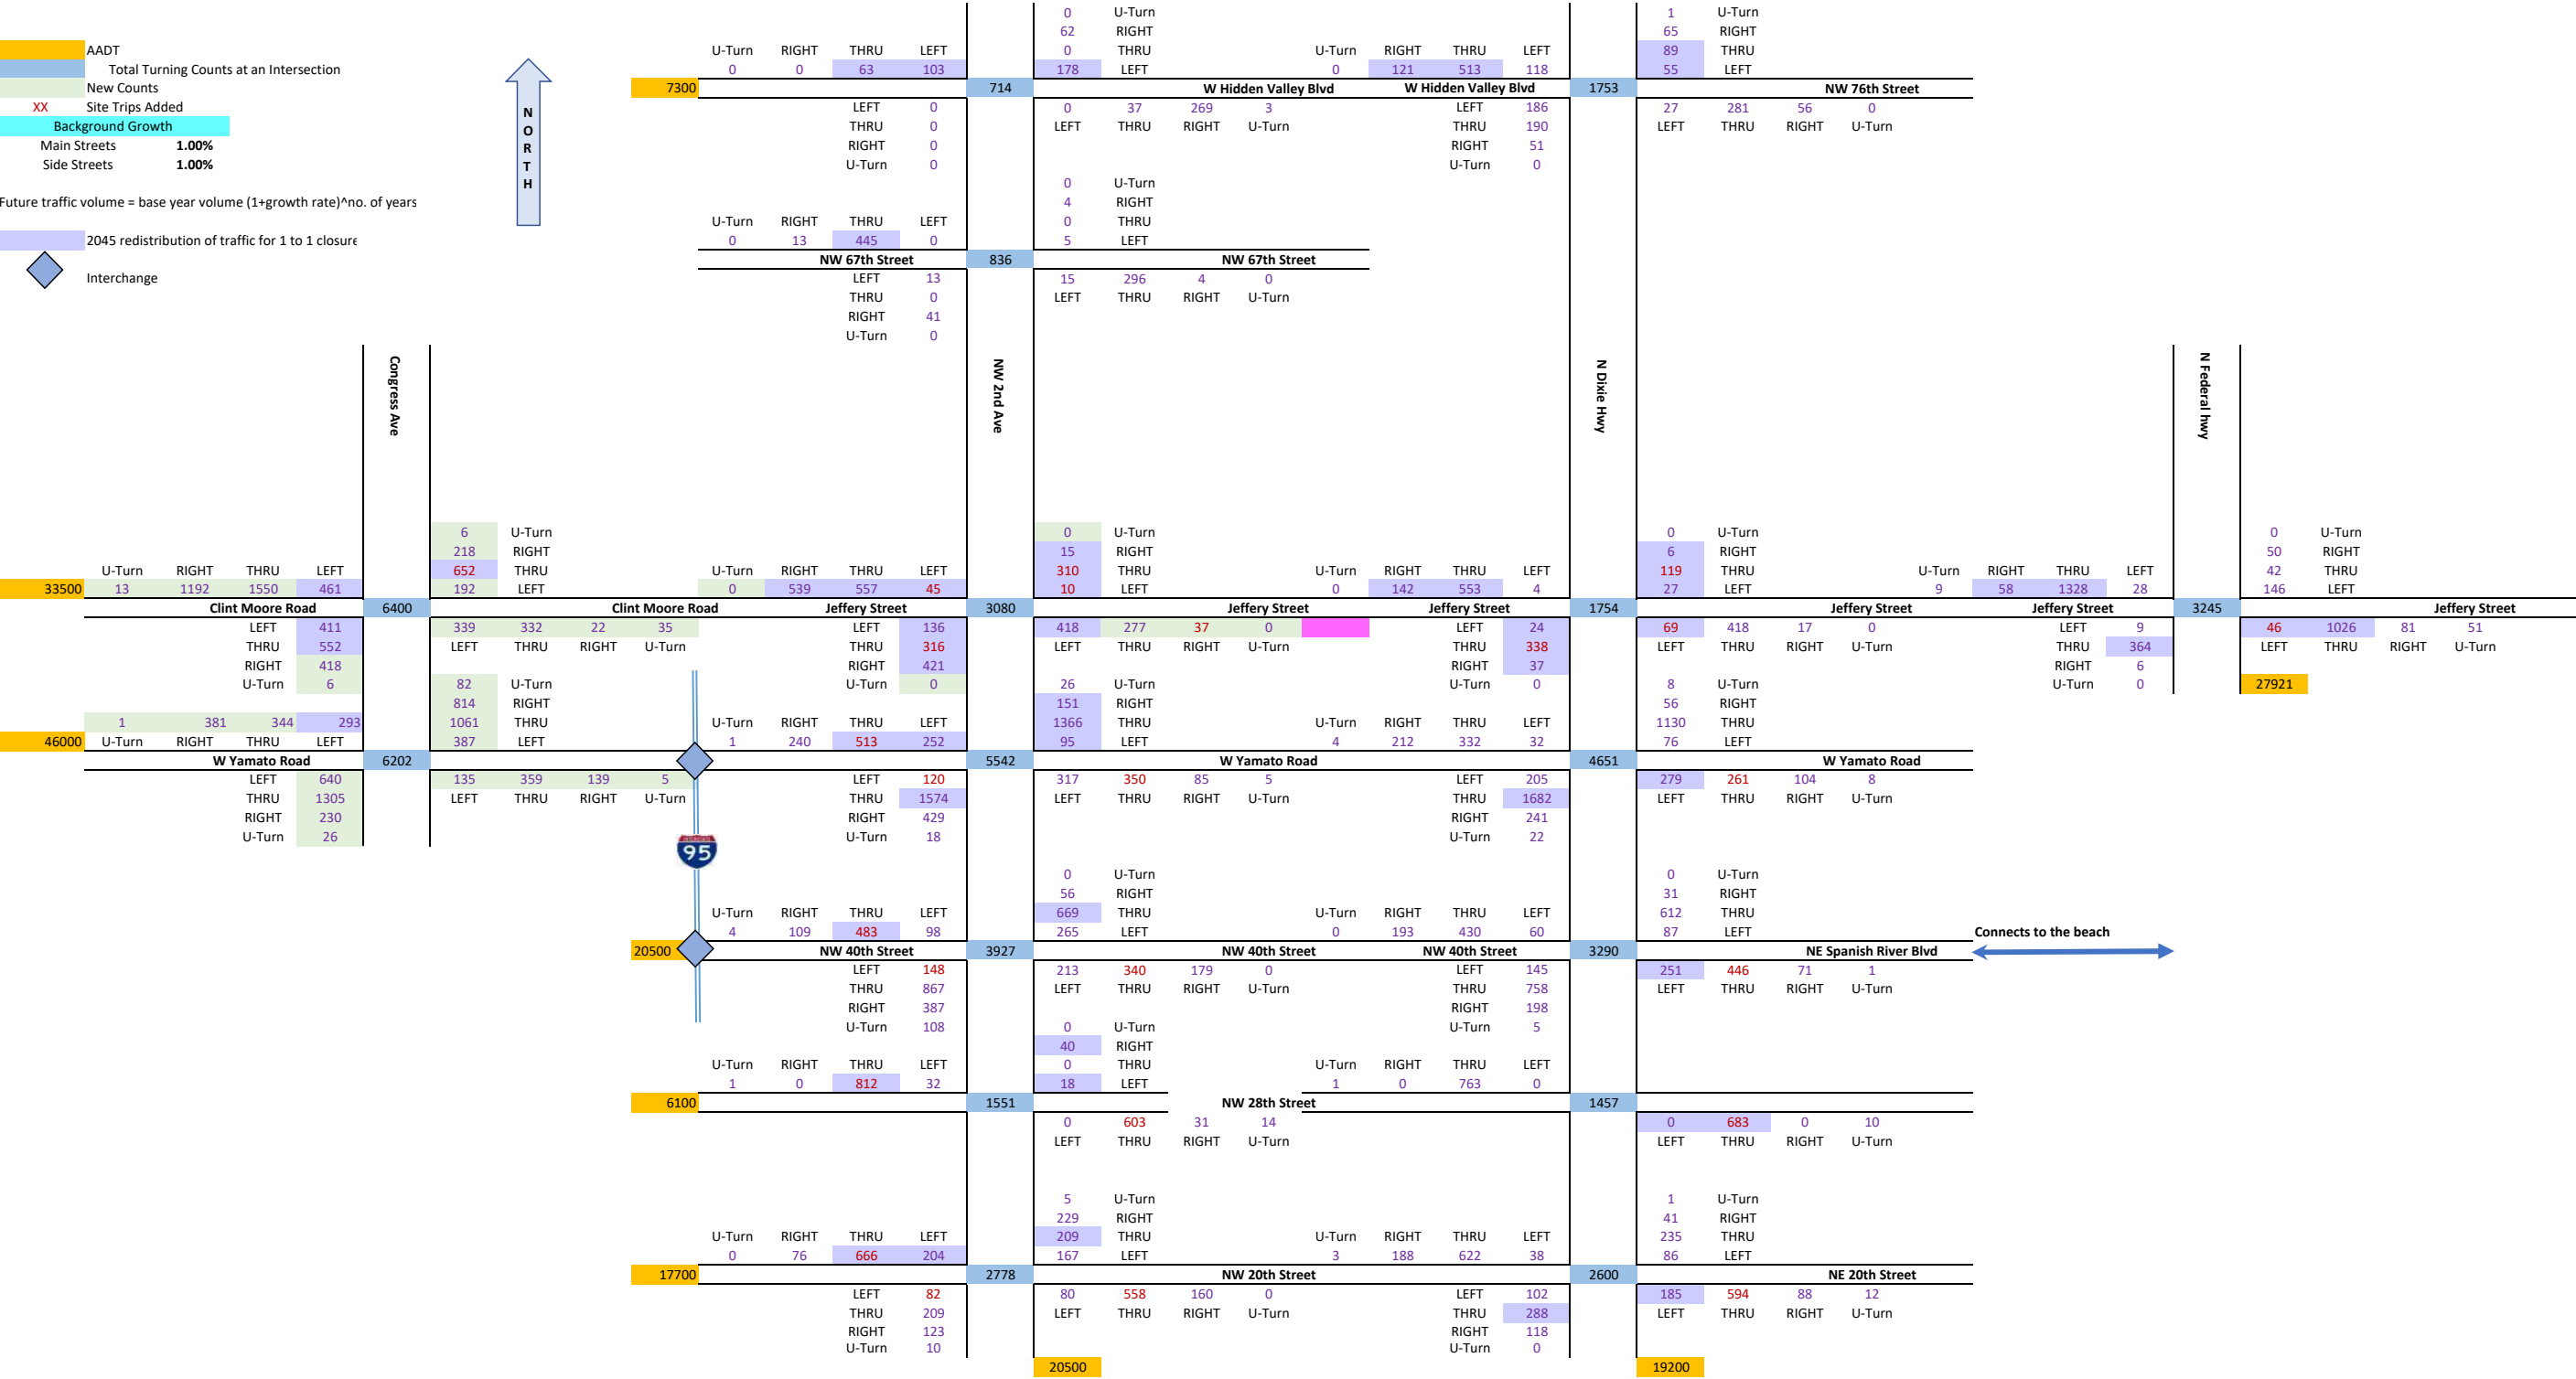 0 U-Turn 1 U-Turn
62 RIGHT 65 RIGHT
AADT U-Turn RIGHT THRU LEFT 0 THRU U-Turn RIGHT THRU LEFT 89 THRU
Total Turning Counts at an Intersection 0 0 63 103 178 LEFT 0 121 513 118 55 LEFT
New Counts 7300 714 W Hidden Valley Blvd W Hidden Valley Blvd 1753 NW 76th Street
XX Site Trips Added LEFT 0 0 37 269 3 LEFT 186 27 281 56 0
Background Growth THRU 0 LEFT THRU RIGHT U-Turn THRU 190 LEFT THRU RIGHT U-Turn
Main Streets 1.00% RIGHT 0 RIGHT 51
Side Streets 1.00% U-Turn 0 U-Turn 0
NORTH
0 U-Turn
Future traffic volume = base year volume (1+growth rate)^no. of years 4 RIGHT
U-Turn RIGHT THRU LEFT 0 THRU
2045 redistribution of traffic for 1 to 1 closure 0 13 445 0 5 LEFT
NW 67th Street 836 NW 67th Street
Interchange LEFT 13 15 296 4 0
THRU 0 LEFT THRU RIGHT U-Turn
RIGHT 41
U-Turn 0
Congress Ave NW 2nd Ave N Dixie Hwy N Federal hwy
6 U-Turn 0 U-Turn 0 U-Turn 0 U-Turn
218 RIGHT 15 RIGHT 6 RIGHT 50 RIGHT
U-Turn RIGHT THRU LEFT 652 THRU U-Turn RIGHT THRU LEFT 310 THRU U-Turn RIGHT THRU LEFT 119 THRU U-Turn RIGHT THRU LEFT 42 THRU
33500 13 1192 1550 461 192 LEFT 0 539 557 45 10 LEFT 0 142 553 4 27 LEFT 9 58 1328 28 146 LEFT
Clint Moore Road 6400 Clint Moore Road Jeffery Street 3080 Jeffery Street Jeffery Street 1754 Jeffery Street Jeffery Street 3245 Jeffery Street
LEFT 411 339 332 22 35 LEFT 136 418 277 37 0 LEFT 24 69 418 17 0 LEFT 9 46 1026 81 51
THRU 552 LEFT THRU RIGHT U-Turn THRU 316 LEFT THRU RIGHT U-Turn THRU 338 LEFT THRU RIGHT U-Turn THRU 364 LEFT THRU RIGHT U-Turn
RIGHT 418 RIGHT 421 RIGHT 37 RIGHT 6
U-Turn 6 82 U-Turn U-Turn 0 26 U-Turn U-Turn 0 8 U-Turn U-Turn 0 27921
814 RIGHT 151 RIGHT 56 RIGHT
1 381 344 293 1061 THRU U-Turn RIGHT THRU LEFT 1366 THRU U-Turn RIGHT THRU LEFT 1130 THRU
46000 U-Turn RIGHT THRU LEFT 387 LEFT 1 240 513 252 95 LEFT 4 212 332 32 76 LEFT
W Yamato Road 6202 5542 W Yamato Road 4651 W Yamato Road
LEFT 640 135 359 139 5 LEFT 120 317 350 85 5 LEFT 205 279 261 104 8
THRU 1305 LEFT THRU RIGHT U-Turn THRU 1574 LEFT THRU RIGHT U-Turn THRU 1682 LEFT THRU RIGHT U-Turn
RIGHT 230 RIGHT 429 RIGHT 241
U-Turn 26 U-Turn 18 U-Turn 22
95
0 U-Turn 0 U-Turn
56 RIGHT 31 RIGHT
U-Turn RIGHT THRU LEFT 669 THRU U-Turn RIGHT THRU LEFT 612 THRU
4 109 483 98 265 LEFT 0 193 430 60 87 LEFT Connects to the beach
20500 NW 40th Street 3927 NW 40th Street NW 40th Street 3290 NE Spanish River Blvd
LEFT 148 213 340 179 0 LEFT 145 251 446 71 1
THRU 867 LEFT THRU RIGHT U-Turn THRU 758 LEFT THRU RIGHT U-Turn
RIGHT 387 RIGHT 198
U-Turn 108 0 U-Turn U-Turn 5
40 RIGHT
U-Turn RIGHT THRU LEFT 0 THRU U-Turn RIGHT THRU LEFT
1 0 812 32 18 LEFT 1 0 763 0
6100 1551 NW 28th Street 1457
0 603 31 14 0 683 0 10
LEFT THRU RIGHT U-Turn LEFT THRU RIGHT U-Turn
5 U-Turn 1 U-Turn
229 RIGHT 41 RIGHT
U-Turn RIGHT THRU LEFT 209 THRU U-Turn RIGHT THRU LEFT 235 THRU
0 76 666 204 167 LEFT 3 188 622 38 86 LEFT
17700 2778 NW 20th Street 2600 NE 20th Street
LEFT 82 80 558 160 0 LEFT 102 185 594 88 12
THRU 209 LEFT THRU RIGHT U-Turn THRU 288 LEFT THRU RIGHT U-Turn
RIGHT 123 RIGHT 118
U-Turn 10 U-Turn 0
20500 19200